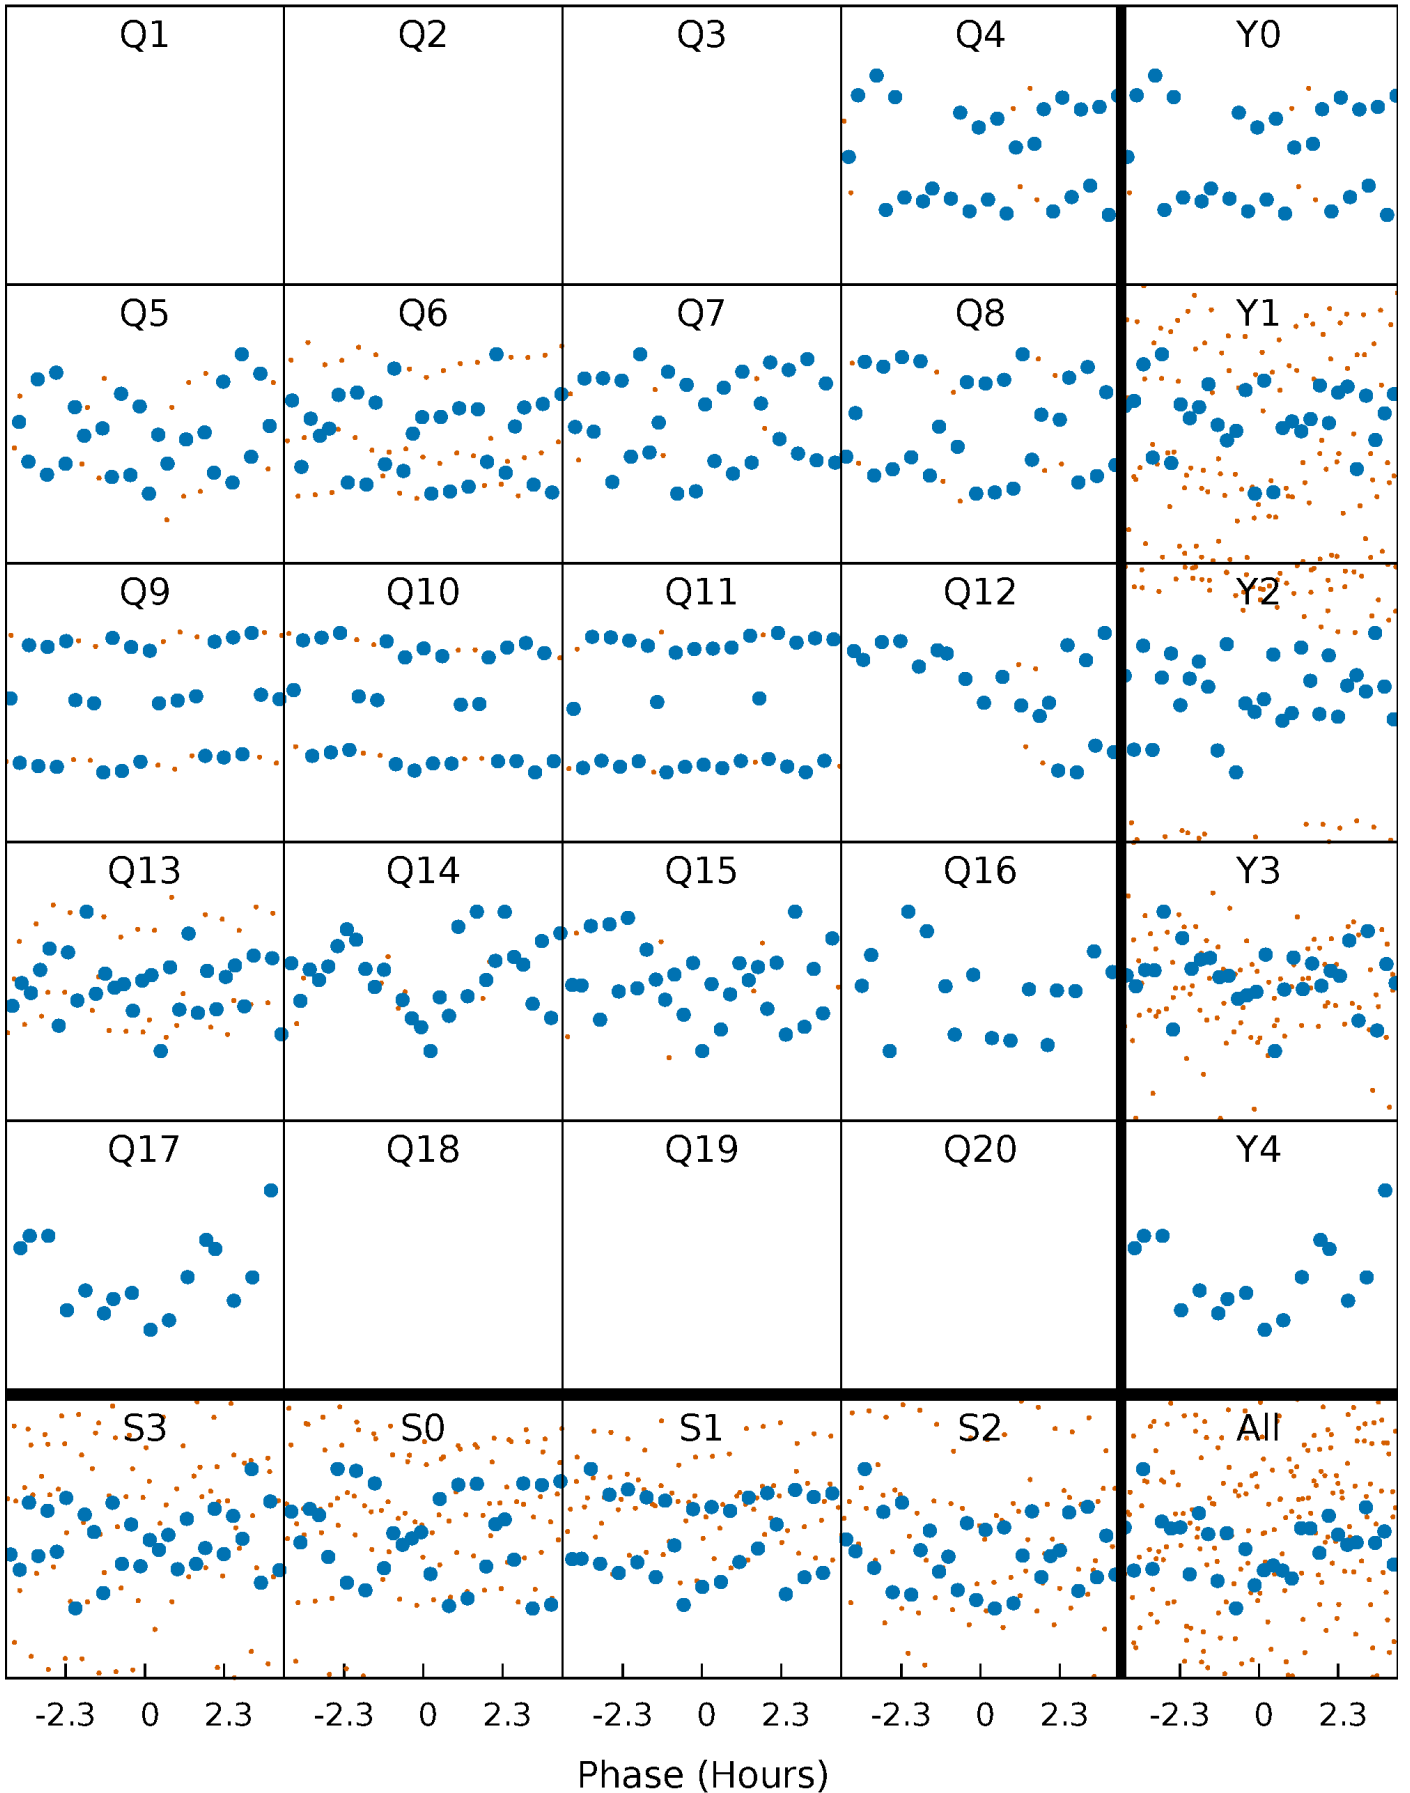 Q1 Q2 Q3 Q4 Y0
Q5 Q6 Q7 Q8 Y1
Q9 Q10 Q11 Q12 Y2
Q13 Q14 Q15 Q16 Y3
Q17 Q18 Q19 Q20 Y4
S3 S0 S1 S2 All
-2.3 0 2.3 -2.3 0 2.3 -2.3 0 2.3 -2.3 0 2.3 -2.3 0 2.3
Phase (Hours)